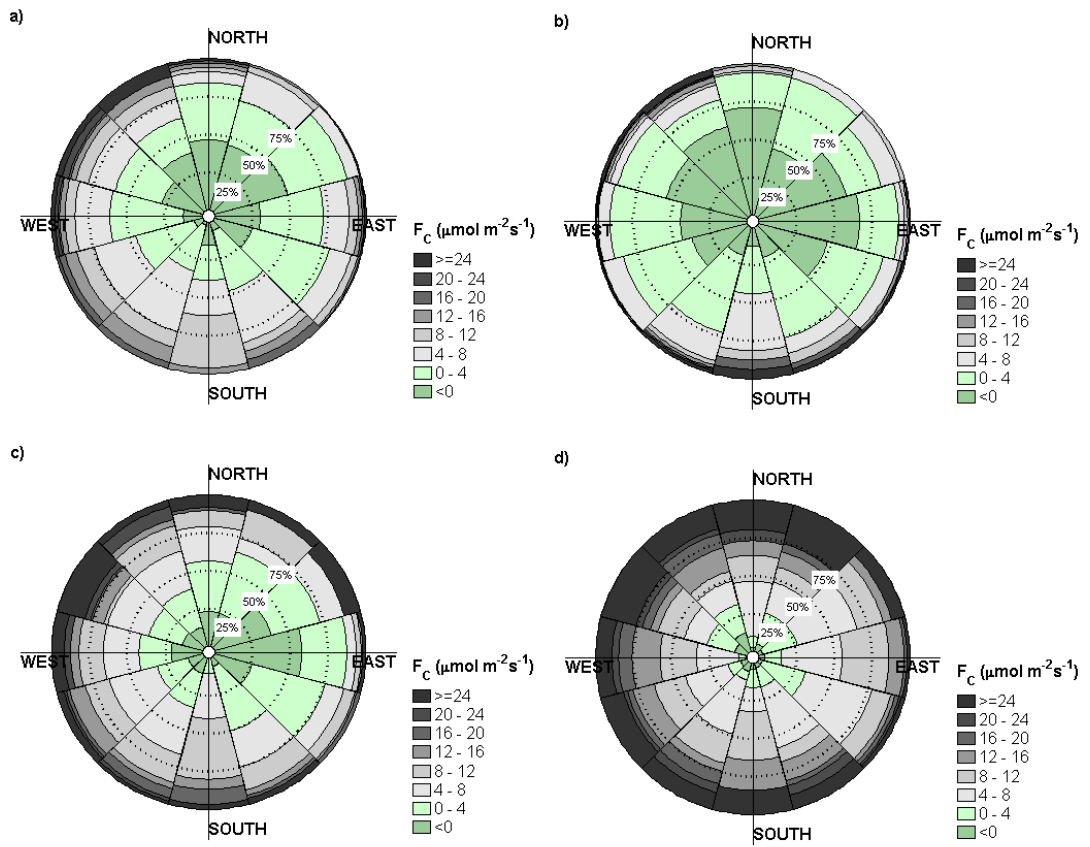 a)
NORTH
75%
50%
25%
WEST
EAST
SOUTH
F_C (µmol m⁻²s⁻¹)
>=24
20 - 24
16 - 20
12 - 16
8 - 12
4 - 8
0 - 4
<0
b)
NORTH
75%
50%
25%
WEST
EAST
SOUTH
F_C (µmol m⁻²s⁻¹)
>=24
20 - 24
16 - 20
12 - 16
8 - 12
4 - 8
0 - 4
<0
c)
NORTH
75%
50%
25%
WEST
EAST
SOUTH
F_C (µmol m⁻²s⁻¹)
>=24
20 - 24
16 - 20
12 - 16
8 - 12
4 - 8
0 - 4
<0
d)
NORTH
75%
50%
25%
WEST
EAST
SOUTH
F_C (µmol m⁻²s⁻¹)
>=24
20 - 24
16 - 20
12 - 16
8 - 12
4 - 8
0 - 4
<0